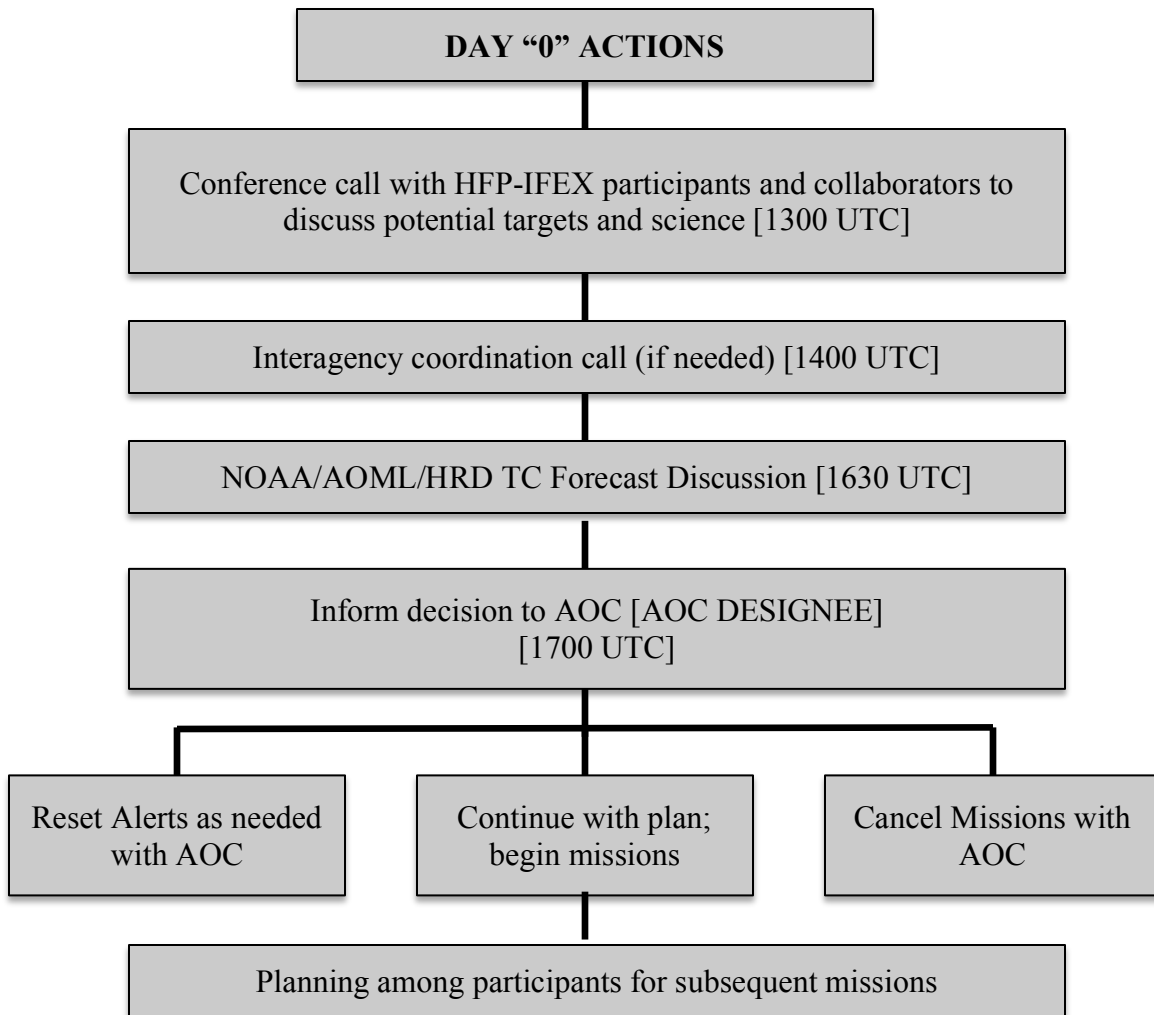 DAY “0” ACTIONS
Conference call with HFP-IFEX participants and collaborators to
discuss potential targets and science [1300 UTC]
Interagency coordination call (if needed) [1400 UTC]
NOAA/AOML/HRD TC Forecast Discussion [1630 UTC]
Inform decision to AOC [AOC DESIGNEE]
[1700 UTC]
Reset Alerts as needed
with AOC
Continue with plan;
begin missions
Cancel Missions with
AOC
Planning among participants for subsequent missions